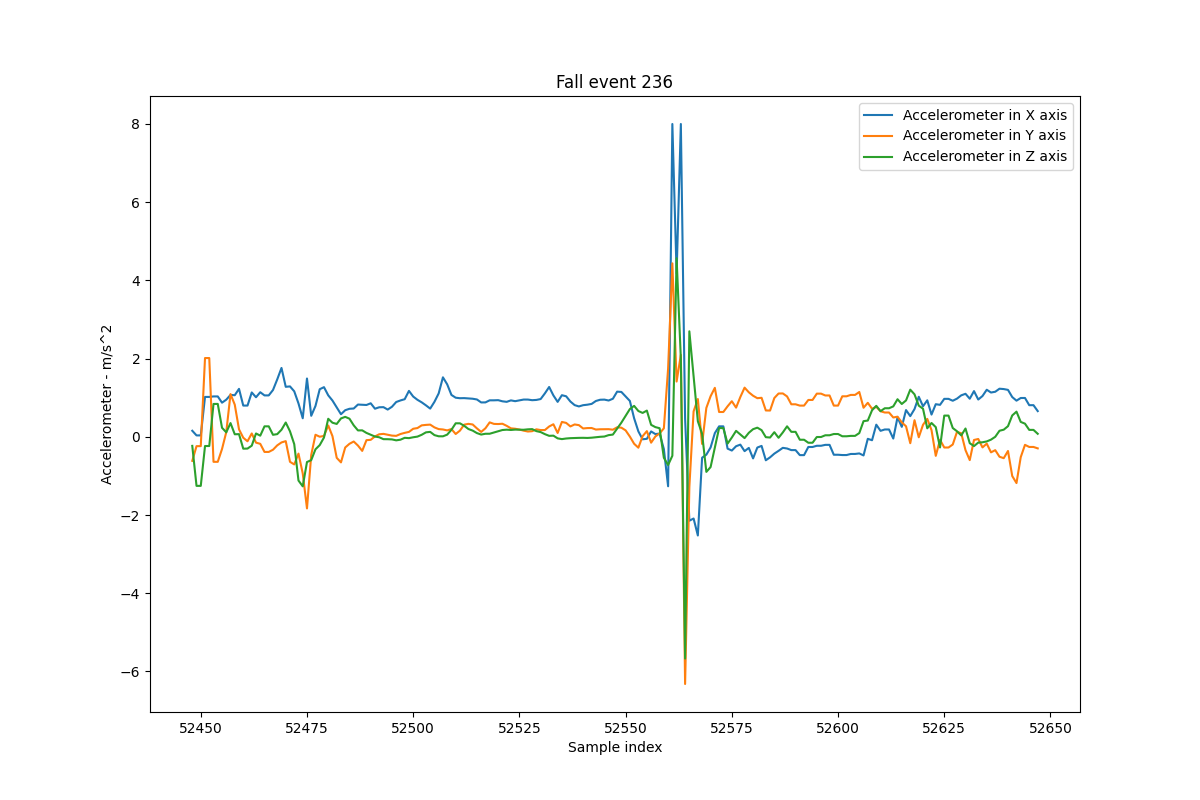 Fall event 236
Accelerometer in X axis
Accelerometer in Y axis
Accelerometer in Z axis
8
6
4
2
0
−2
−4
−6
Accelerometer - m/s^2
52450 52475 52500 52525 52550 52575 52600 52625 52650
Sample index